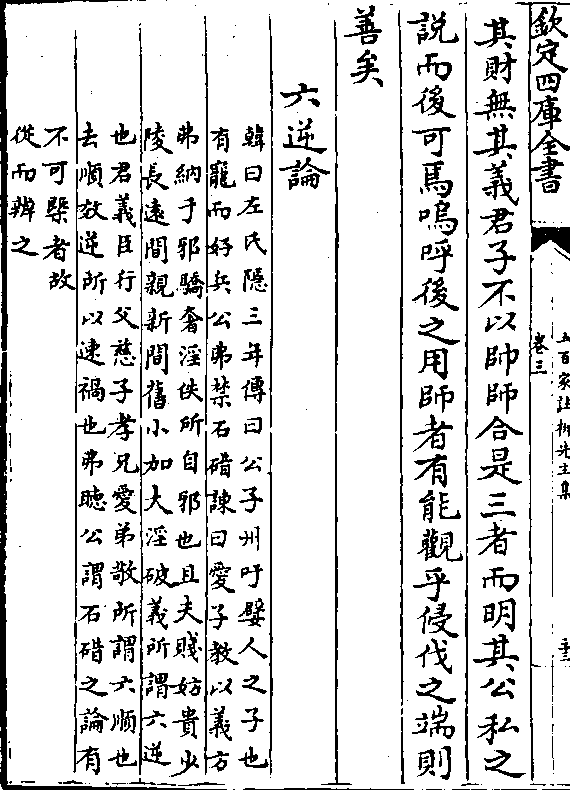 欽定四庫全書
五百家註柳先生集
卷三
其財無其義君子不以帥師合是三者而明其公私之
説而後可焉嗚呼後之用師者有能觀乎侵伐之端則
善矣
六逆論
韓曰左氏隠三年傳曰公子州吁嬖人之子也
有寵而好兵公弗禁石碏諫曰愛子教以義方
弗納于邪驕奢淫佚所自邪也且夫賤妨貴少
陵長遠間親新間舊小加大淫破義所謂六逆
也君義臣行父慈子孝兄愛弟敬所謂六順也
去順效逆所以速禍也弗聴公謂石碏之論有
不可槩者故
從而辨之